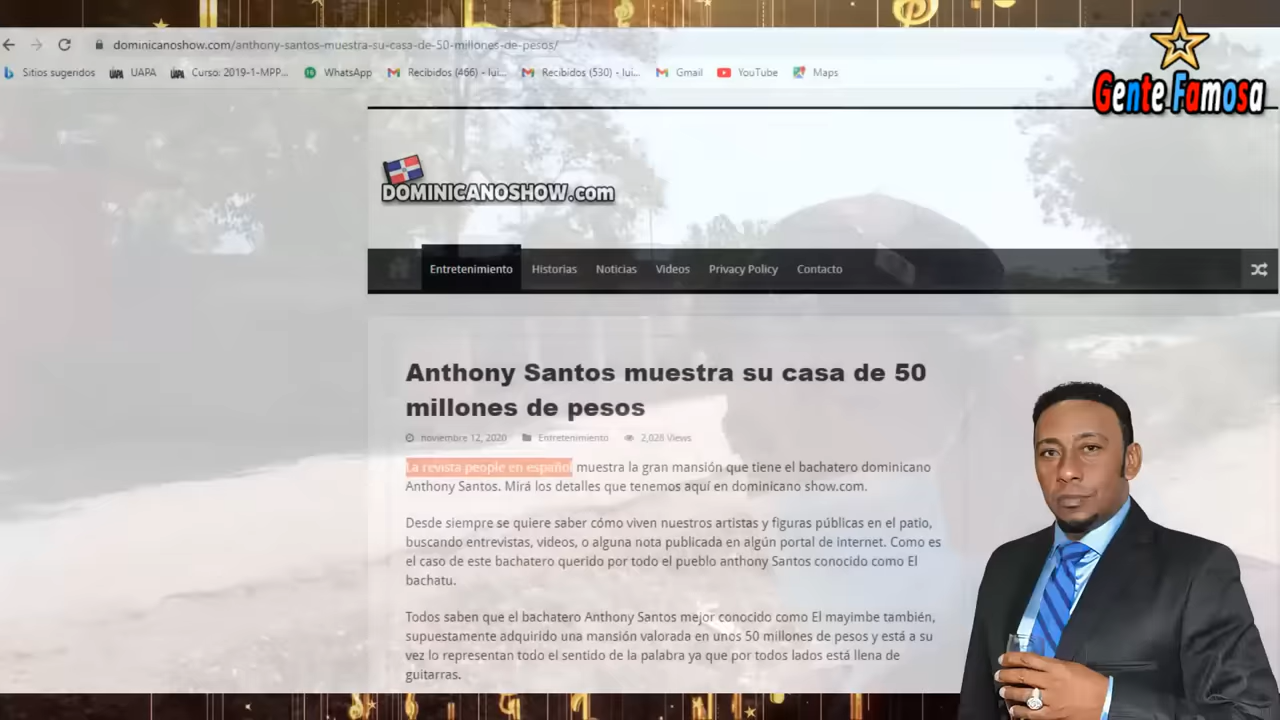 dominicanoshow.com/anthony-santos-muestra-su-casa-de-50-millones-de-pesos/
Sitios sugeridos UAPA Curso: 2019-1-MPP... WhatsApp Recibidos (466) - lui... Recibidos (530) - lui... Gmail YouTube Maps
Gente Famosa
DOMINICANOSHOW.com
Entretenimiento Historias Noticias Videos Privacy Policy Contacto
Anthony Santos muestra su casa de 50
millones de pesos
noviembre 12, 2020 Entretenimiento 2,028 Views
La revista people en español muestra la gran mansión que tiene el bachatero dominicano
Anthony Santos. Mirá los detalles que tenemos aquí en dominicano show.com.
Desde siempre se quiere saber cómo viven nuestros artistas y figuras públicas en el patio,
buscando entrevistas, videos, o alguna nota publicada en algún portal de internet. Como es
el caso de este bachatero querido por todo el pueblo anthony Santos conocido como El
bachatu.
Todos saben que el bachatero Anthony Santos mejor conocido como El mayimbe también,
supuestamente adquirido una mansión valorada en unos 50 millones de pesos y está a su
vez lo representan todo el sentido de la palabra ya que por todos lados está llena de
guitarras.